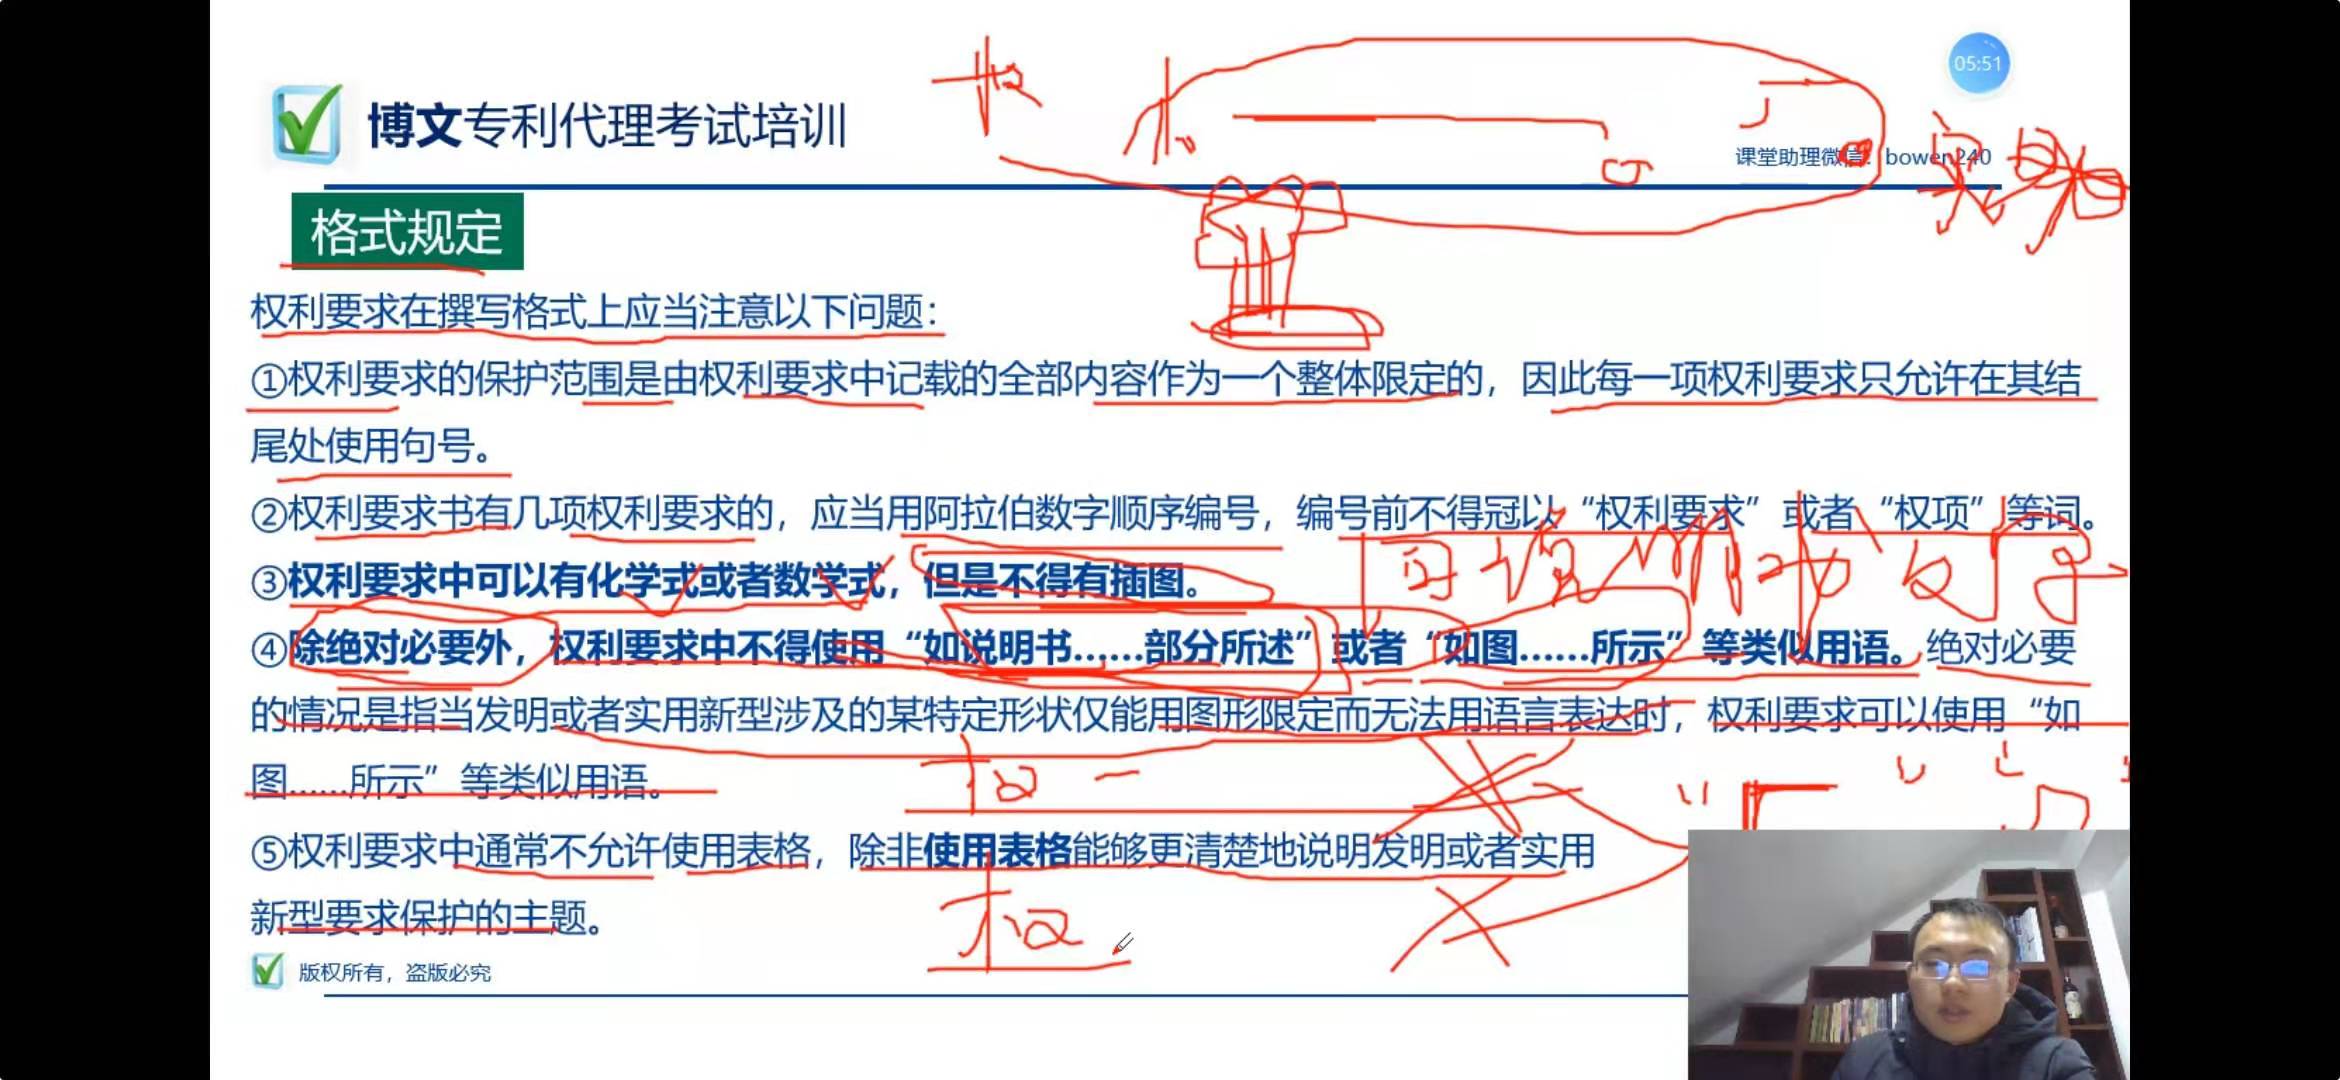 05:51
博文专利代理考试培训
课堂助理微信：bowen240
格式规定
权利要求在撰写格式上应当注意以下问题：
①权利要求的保护范围是由权利要求中记载的全部内容作为一个整体限定的，因此每一项权利要求只允许在其结
尾处使用句号。
②权利要求书有几项权利要求的，应当用阿拉伯数字顺序编号，编号前不得冠以“权利要求”或者“权项”等词。
③权利要求中可以有化学式或者数学式，但是不得有插图。
④除绝对必要外，权利要求中不得使用“如说明书……部分所述”或者“如图……所示”等类似用语。绝对必要
的情况是指当发明或者实用新型涉及的某特定形状仅能用图形限定而无法用语言表达时，权利要求可以使用“如
图……所示”等类似用语。
⑤权利要求中通常不允许使用表格，除非使用表格能够更清楚地说明发明或者实用
新型要求保护的主题。
版权所有，盗版必究